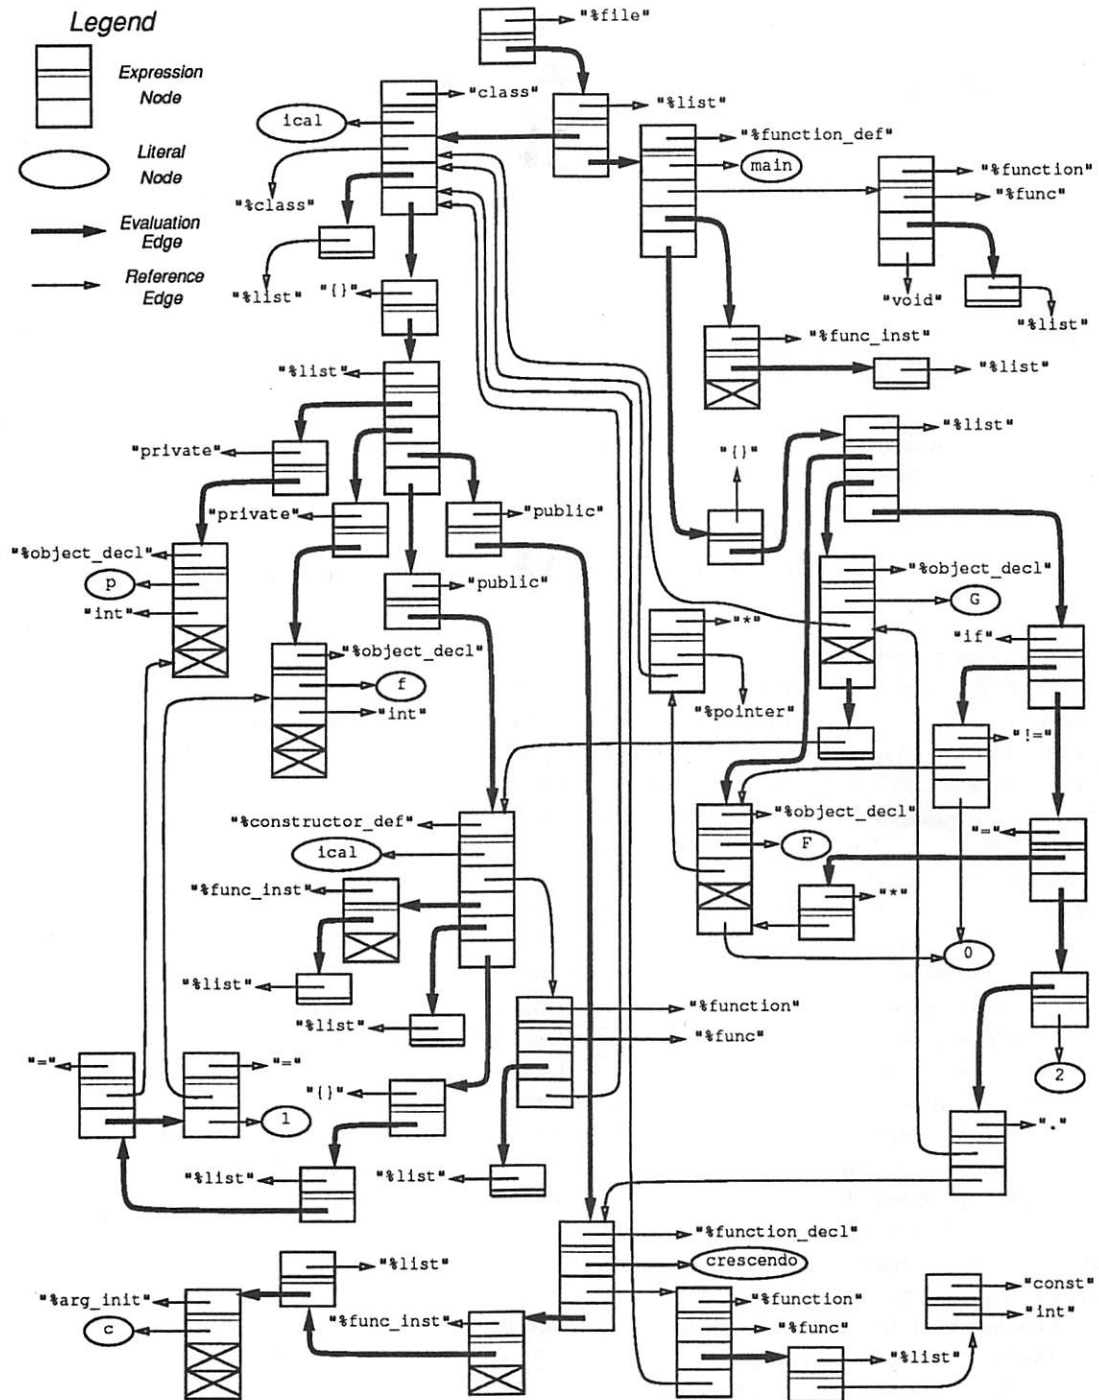 Legend
Expression
Node
Literal
Node
Evaluation
Edge
Reference
Edge
"%file"
"class"
ical
"%class"
"%list"
"%list"
"%function_def"
main
"%function"
"%func"
"void"
"%list"
"%list"
"{}"
"%func_inst"
"%list"
"%list"
"private"
"private"
"public"
"public"
"%list"
"{}"
"%object_decl"
p
"int"
"%object_decl"
f
"int"
"*"
"%pointer"
"%object_decl"
G
"if"
"!="
"%constructor_def"
ical
"%func_inst"
"%list"
"%list"
"%object_decl"
F
"="
"*"
0
"%function"
"%func"
"="
"="
1
"{}"
"%list"
"%list"
2
"."
"%function_decl"
crescendo
"%list"
"%arg_init"
c
"%func_inst"
"%function"
"%func"
"%list"
"const"
"int"